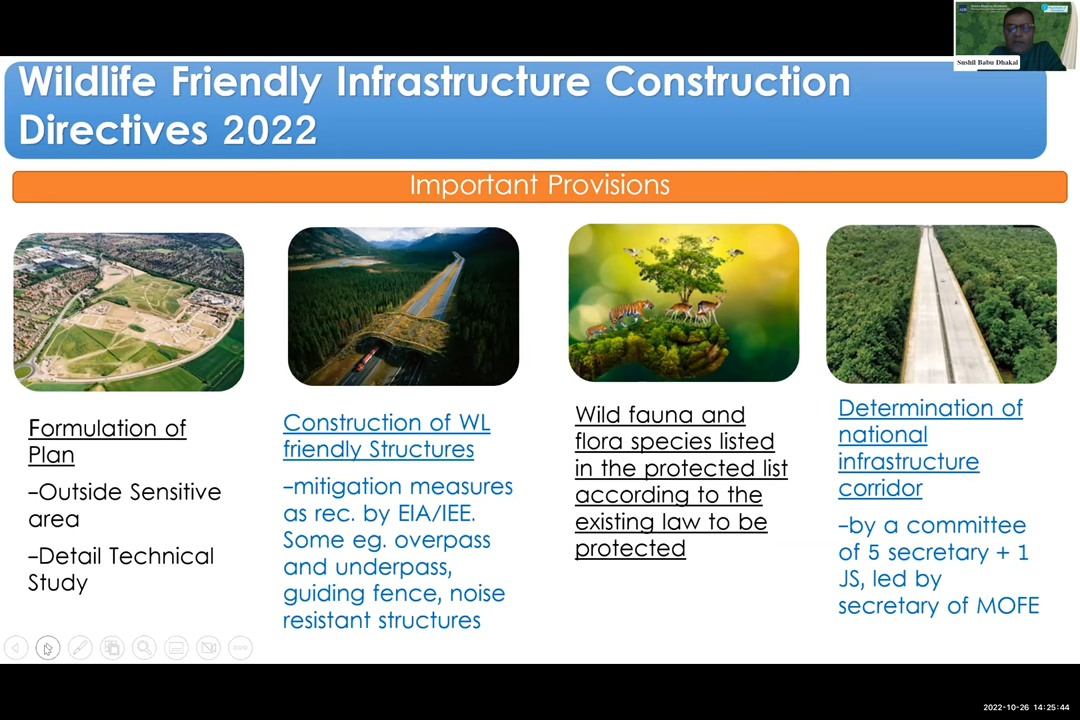 Sushil Babu Dhakal
Wildlife Friendly Infrastructure Construction
Directives 2022
Important Provisions
Formulation of
Plan
-Outside Sensitive
area
-Detail Technical
Study
Construction of WL
friendly Structures
-mitigation measures
as rec. by EIA/IEE.
Some eg. overpass
and underpass,
guiding fence, noise
resistant structures
Wild fauna and
flora species listed
in the protected list
according to the
existing law to be
protected
Determination of
national
infrastructure
corridor
-by a committee
of 5 secretary + 1
JS, led by
secretary of MOFE
2022-10-26 14:25:44